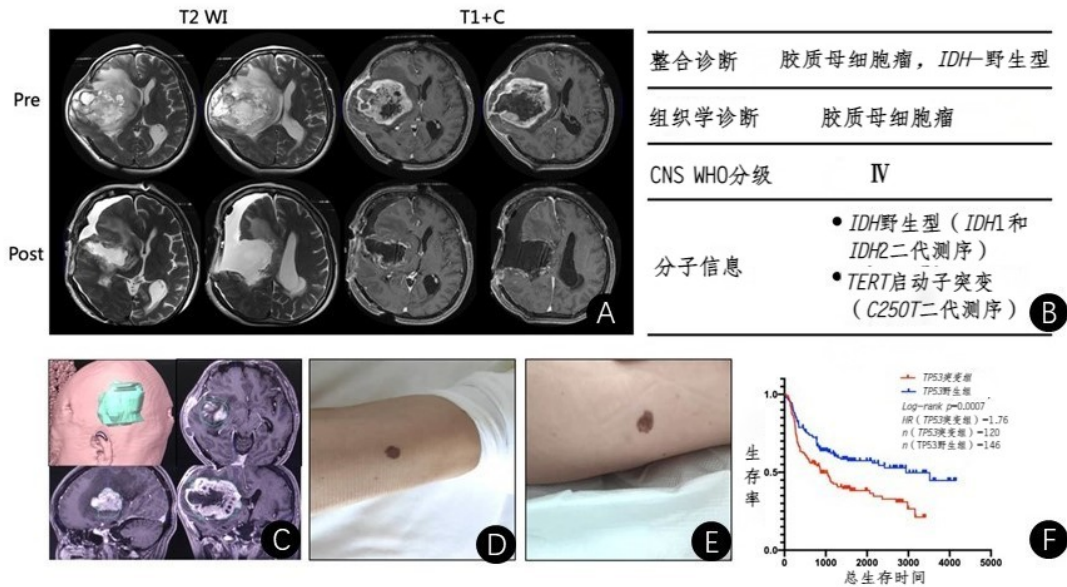 T2 WI
T1+C
Pre
Post
A
整合诊断 胶质母细胞瘤，IDH-野生型
组织学诊断 胶质母细胞瘤
CNS WHO分级 Ⅳ
分子信息
• IDH野生型（IDH1和
IDH2二代测序）
• TERT启动子突变
（C250T二代测序）
B
C
D
E
TP53突变组
TP53野生组
Log-rank p=0.0007
HR（TP53突变组）=1.76
n（TP53突变组）=120
n（TP53野生组）=146
生存率
1.0
0.5
0.0
0 1000 2000 3000 4000 5000
总生存时间
F